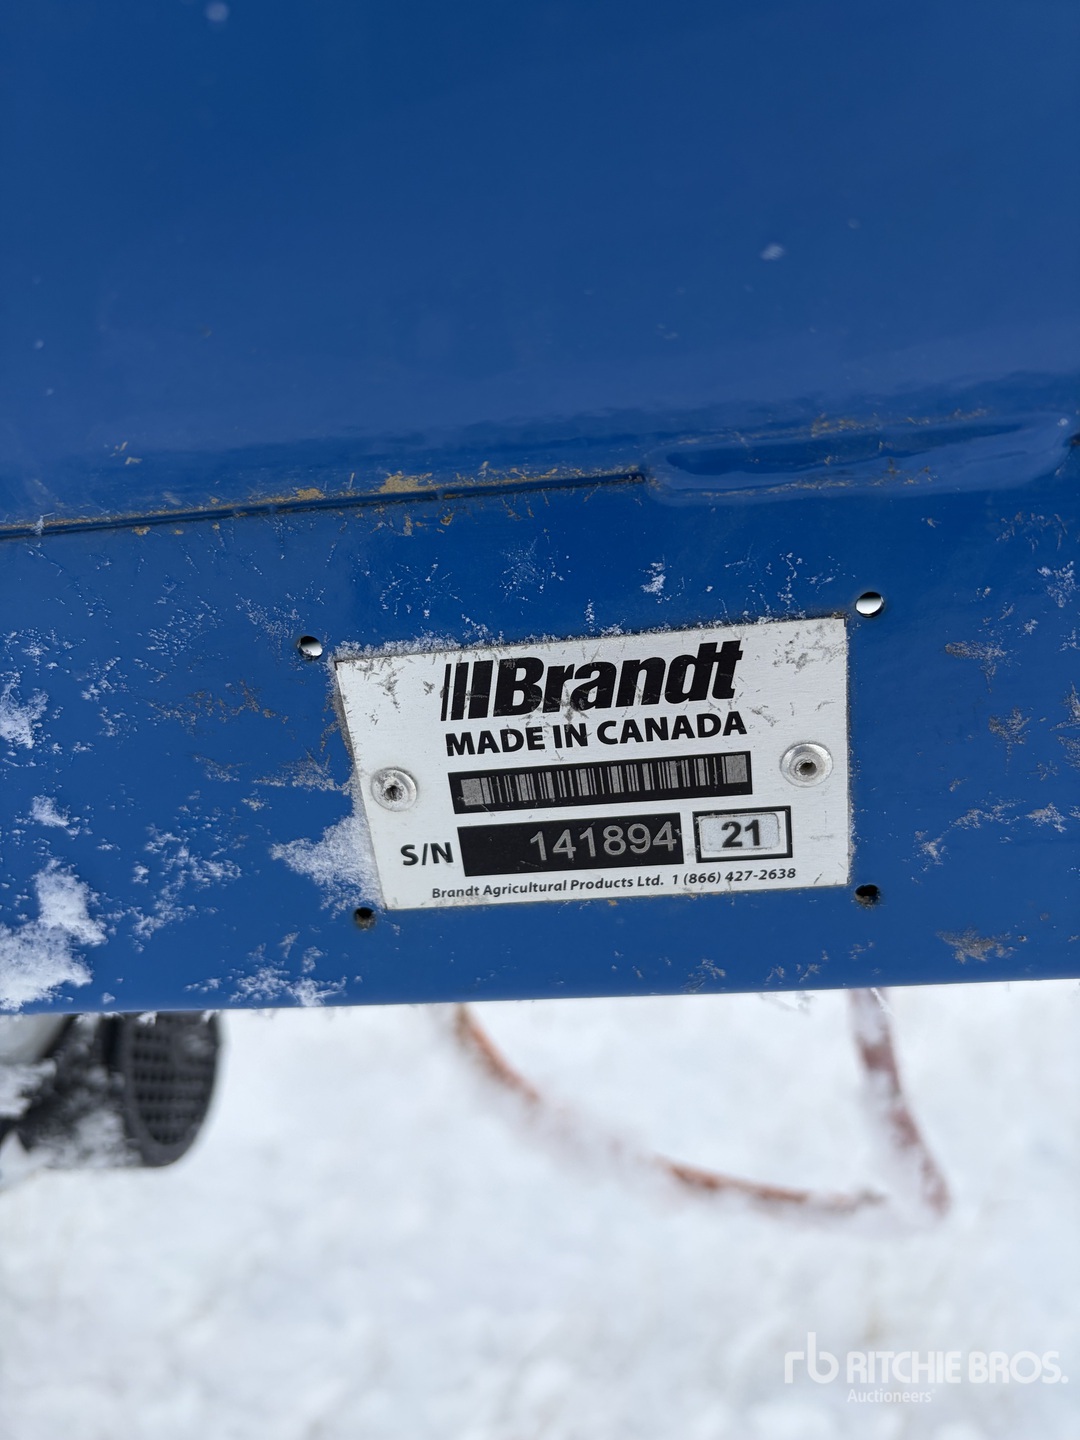 Brandt
MADE IN CANADA
S/N 141894 21
Brandt Agricultural Products Ltd. 1 (866) 427-2638
rb RITCHIE BROS.
Auctioneers